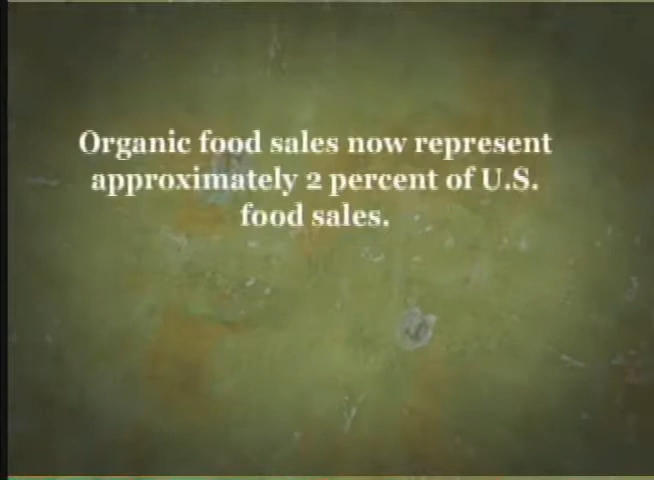 Organic food sales now represent
approximately 2 percent of U.S.
food sales.